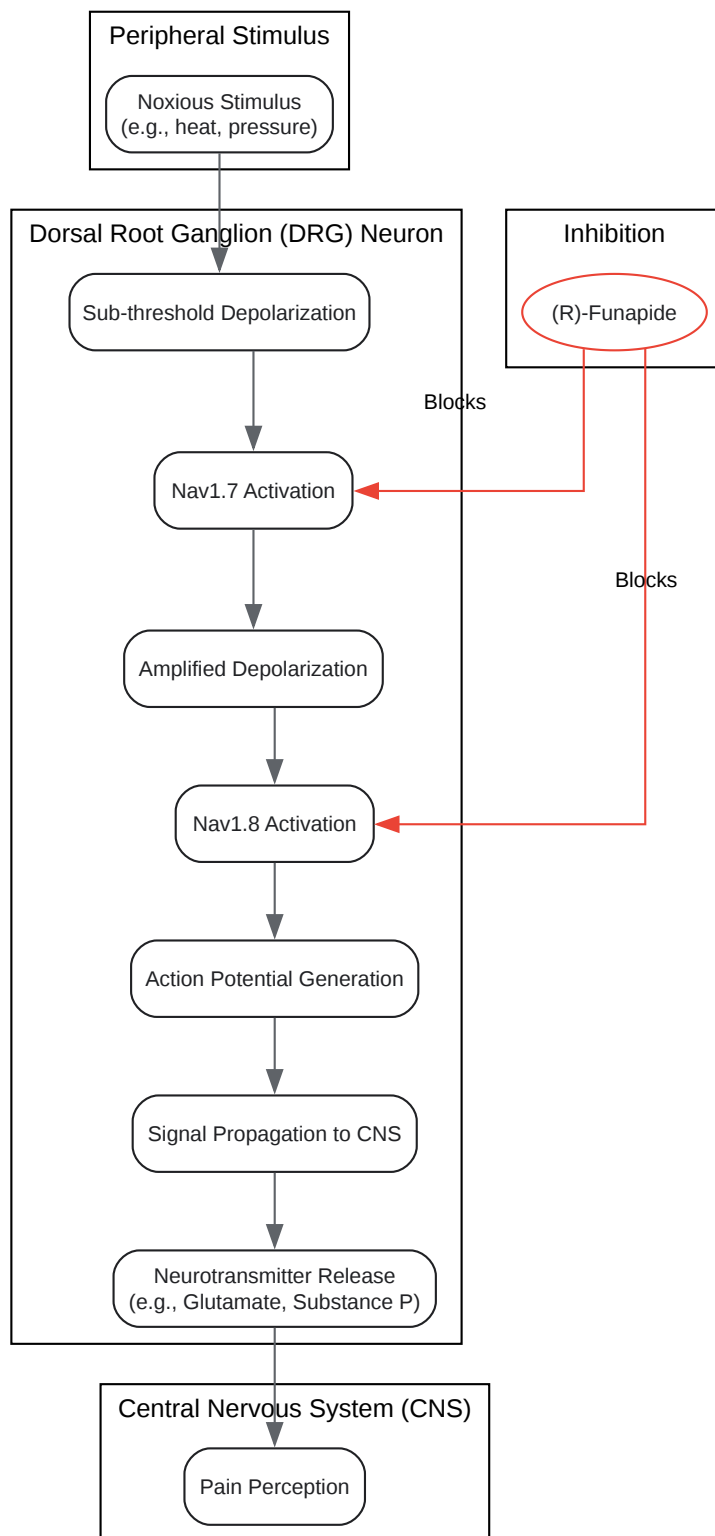 Peripheral Stimulus
Noxious Stimulus
(e.g., heat, pressure)
Dorsal Root Ganglion (DRG) Neuron
Inhibition
Sub-threshold Depolarization
(R)-Funapide
Blocks
Nav1.7 Activation
Blocks
Amplified Depolarization
Nav1.8 Activation
Action Potential Generation
Signal Propagation to CNS
Neurotransmitter Release
(e.g., Glutamate, Substance P)
Central Nervous System (CNS)
Pain Perception